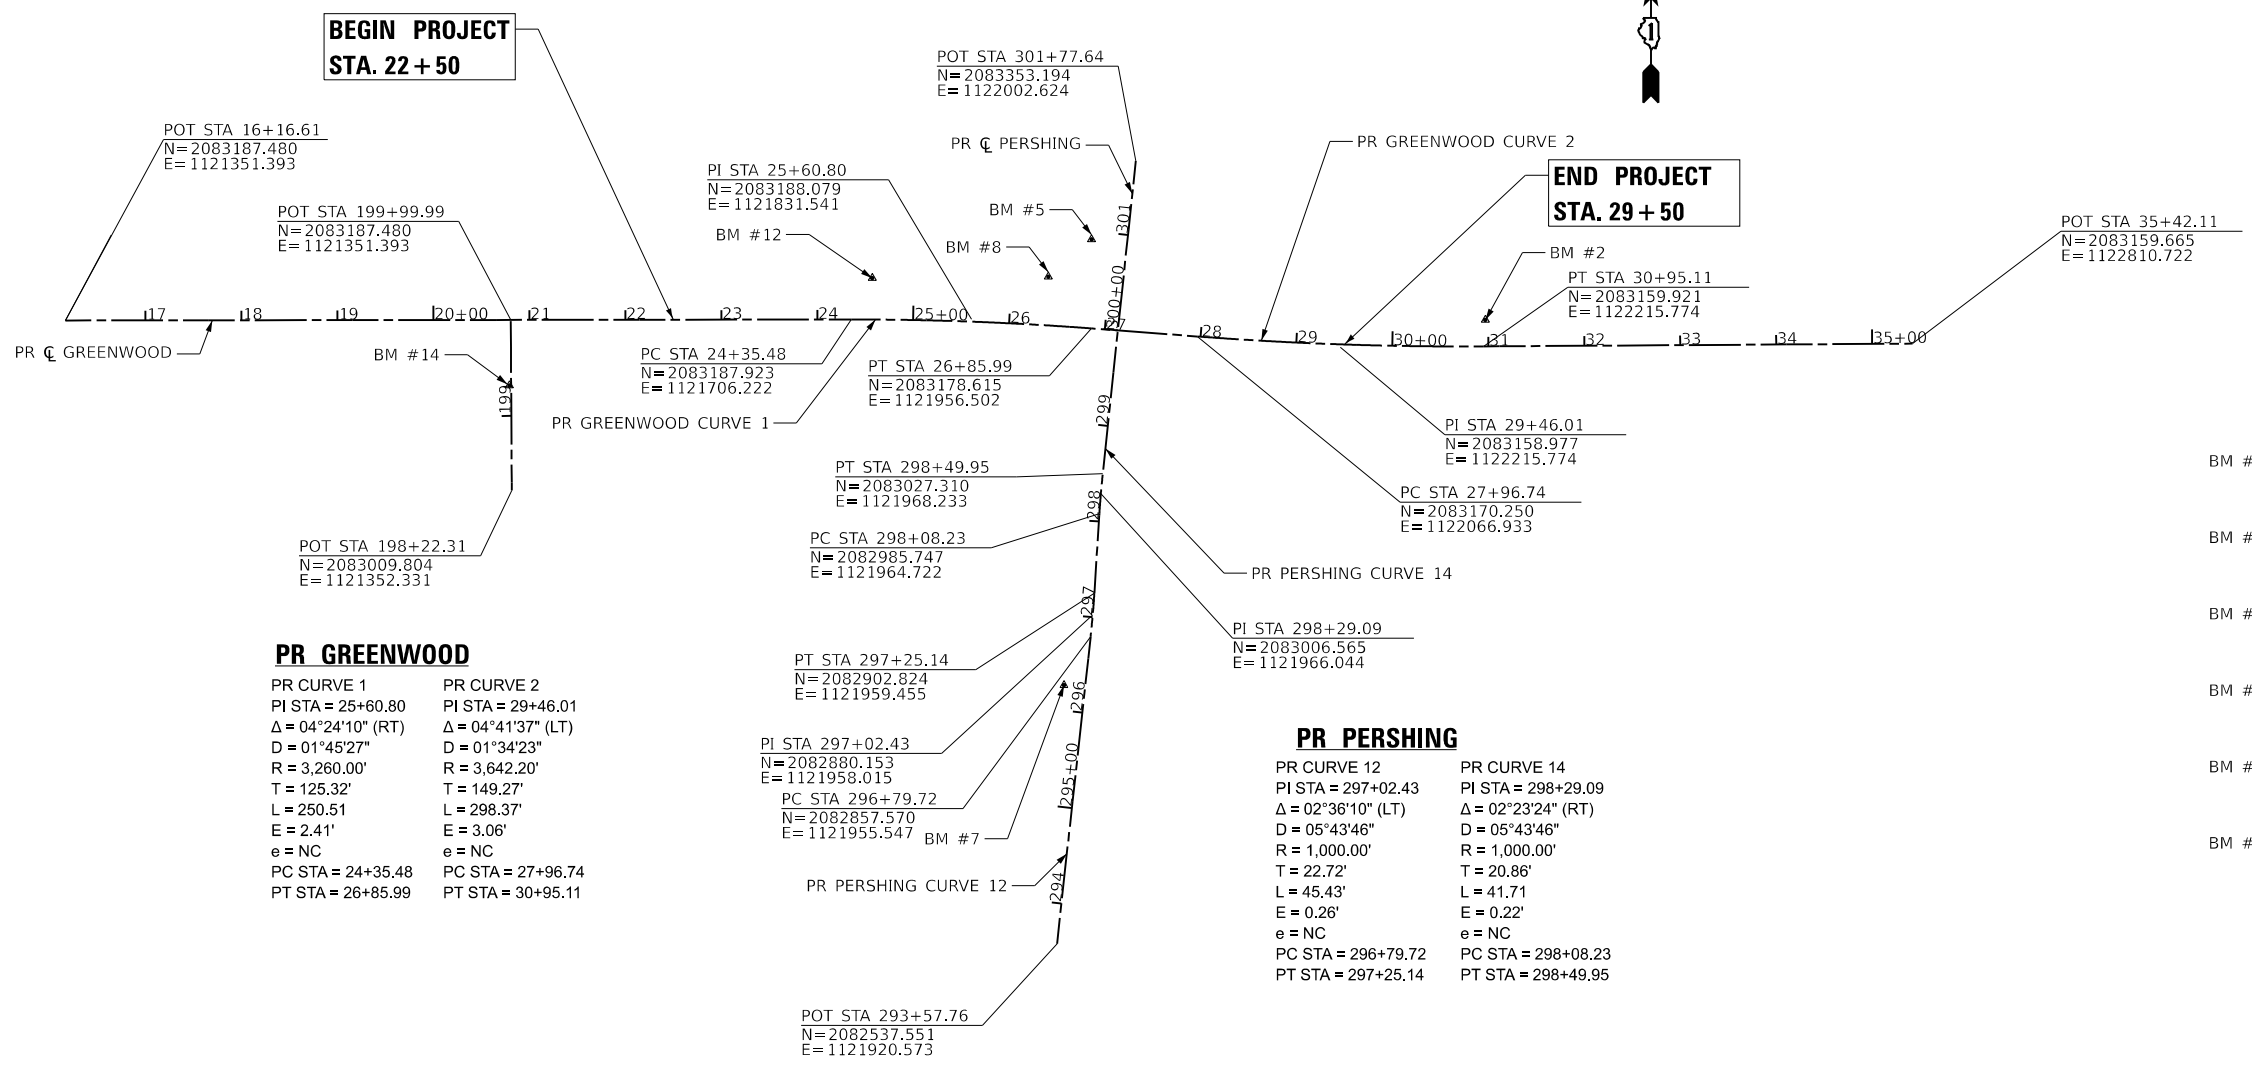 BEGIN PROJECT
STA. 22+50
1
POT STA 301+77.64
N=2083353.194
E=1122002.624
POT STA 16+16.61
N=2083187.480
E=1121351.393
PR ℄ PERSHING
PR GREENWOOD CURVE 2
PI STA 25+60.80
N=2083188.079
E=1121831.541
END PROJECT
STA. 29+50
POT STA 199+99.99
N=2083187.480
E=1121351.393
BM #12
BM #5
BM #8
301
BM #2
POT STA 35+42.11
N=2083159.665
E=1122810.722
PT STA 30+95.11
N=2083159.921
E=1122215.774
300+00
17 18 19 20+00 21 22 23 24 25+00 26 27 28 29 30+00 31 32 33 34 35+00
PR ℄ GREENWOOD
BM #14
199
PC STA 24+35.48
N=2083187.923
E=1121706.222
PT STA 26+85.99
N=2083178.615
E=1121956.502
PR GREENWOOD CURVE 1
299
PI STA 29+46.01
N=2083158.977
E=1122215.774
BM #
PT STA 298+49.95
N=2083027.310
E=1121968.233
298
PC STA 27+96.74
N=2083170.250
E=1122066.933
PC STA 298+08.23
N=2082985.747
E=1121964.722
BM #
POT STA 198+22.31
N=2083009.804
E=1121352.331
PR PERSHING CURVE 14
297
BM #
PI STA 298+29.09
N=2083006.565
E=1121966.044
PT STA 297+25.14
N=2082902.824
E=1121959.455
296
BM #
PI STA 297+02.43
N=2082880.153
E=1121958.015
295+00
BM #
PC STA 296+79.72
N=2082857.570
E=1121955.547
BM #7
BM #
PR PERSHING CURVE 12
294
POT STA 293+57.76
N=2082537.551
E=1121920.573
PR GREENWOOD
PR CURVE 1
PI STA = 25+60.80
Δ = 04°24'10" (RT)
D = 01°45'27"
R = 3,260.00'
T = 125.32'
L = 250.51
E = 2.41'
e = NC
PC STA = 24+35.48
PT STA = 26+85.99
PR CURVE 2
PI STA = 29+46.01
Δ = 04°41'37" (LT)
D = 01°34'23"
R = 3,642.20'
T = 149.27'
L = 298.37'
E = 3.06'
e = NC
PC STA = 27+96.74
PT STA = 30+95.11
PR PERSHING
PR CURVE 12
PI STA = 297+02.43
Δ = 02°36'10" (LT)
D = 05°43'46"
R = 1,000.00'
T = 22.72'
L = 45.43'
E = 0.26'
e = NC
PC STA = 296+79.72
PT STA = 297+25.14
PR CURVE 14
PI STA = 298+29.09
Δ = 02°23'24" (RT)
D = 05°43'46"
R = 1,000.00'
T = 20.86'
L = 41.71
E = 0.22'
e = NC
PC STA = 298+08.23
PT STA = 298+49.95